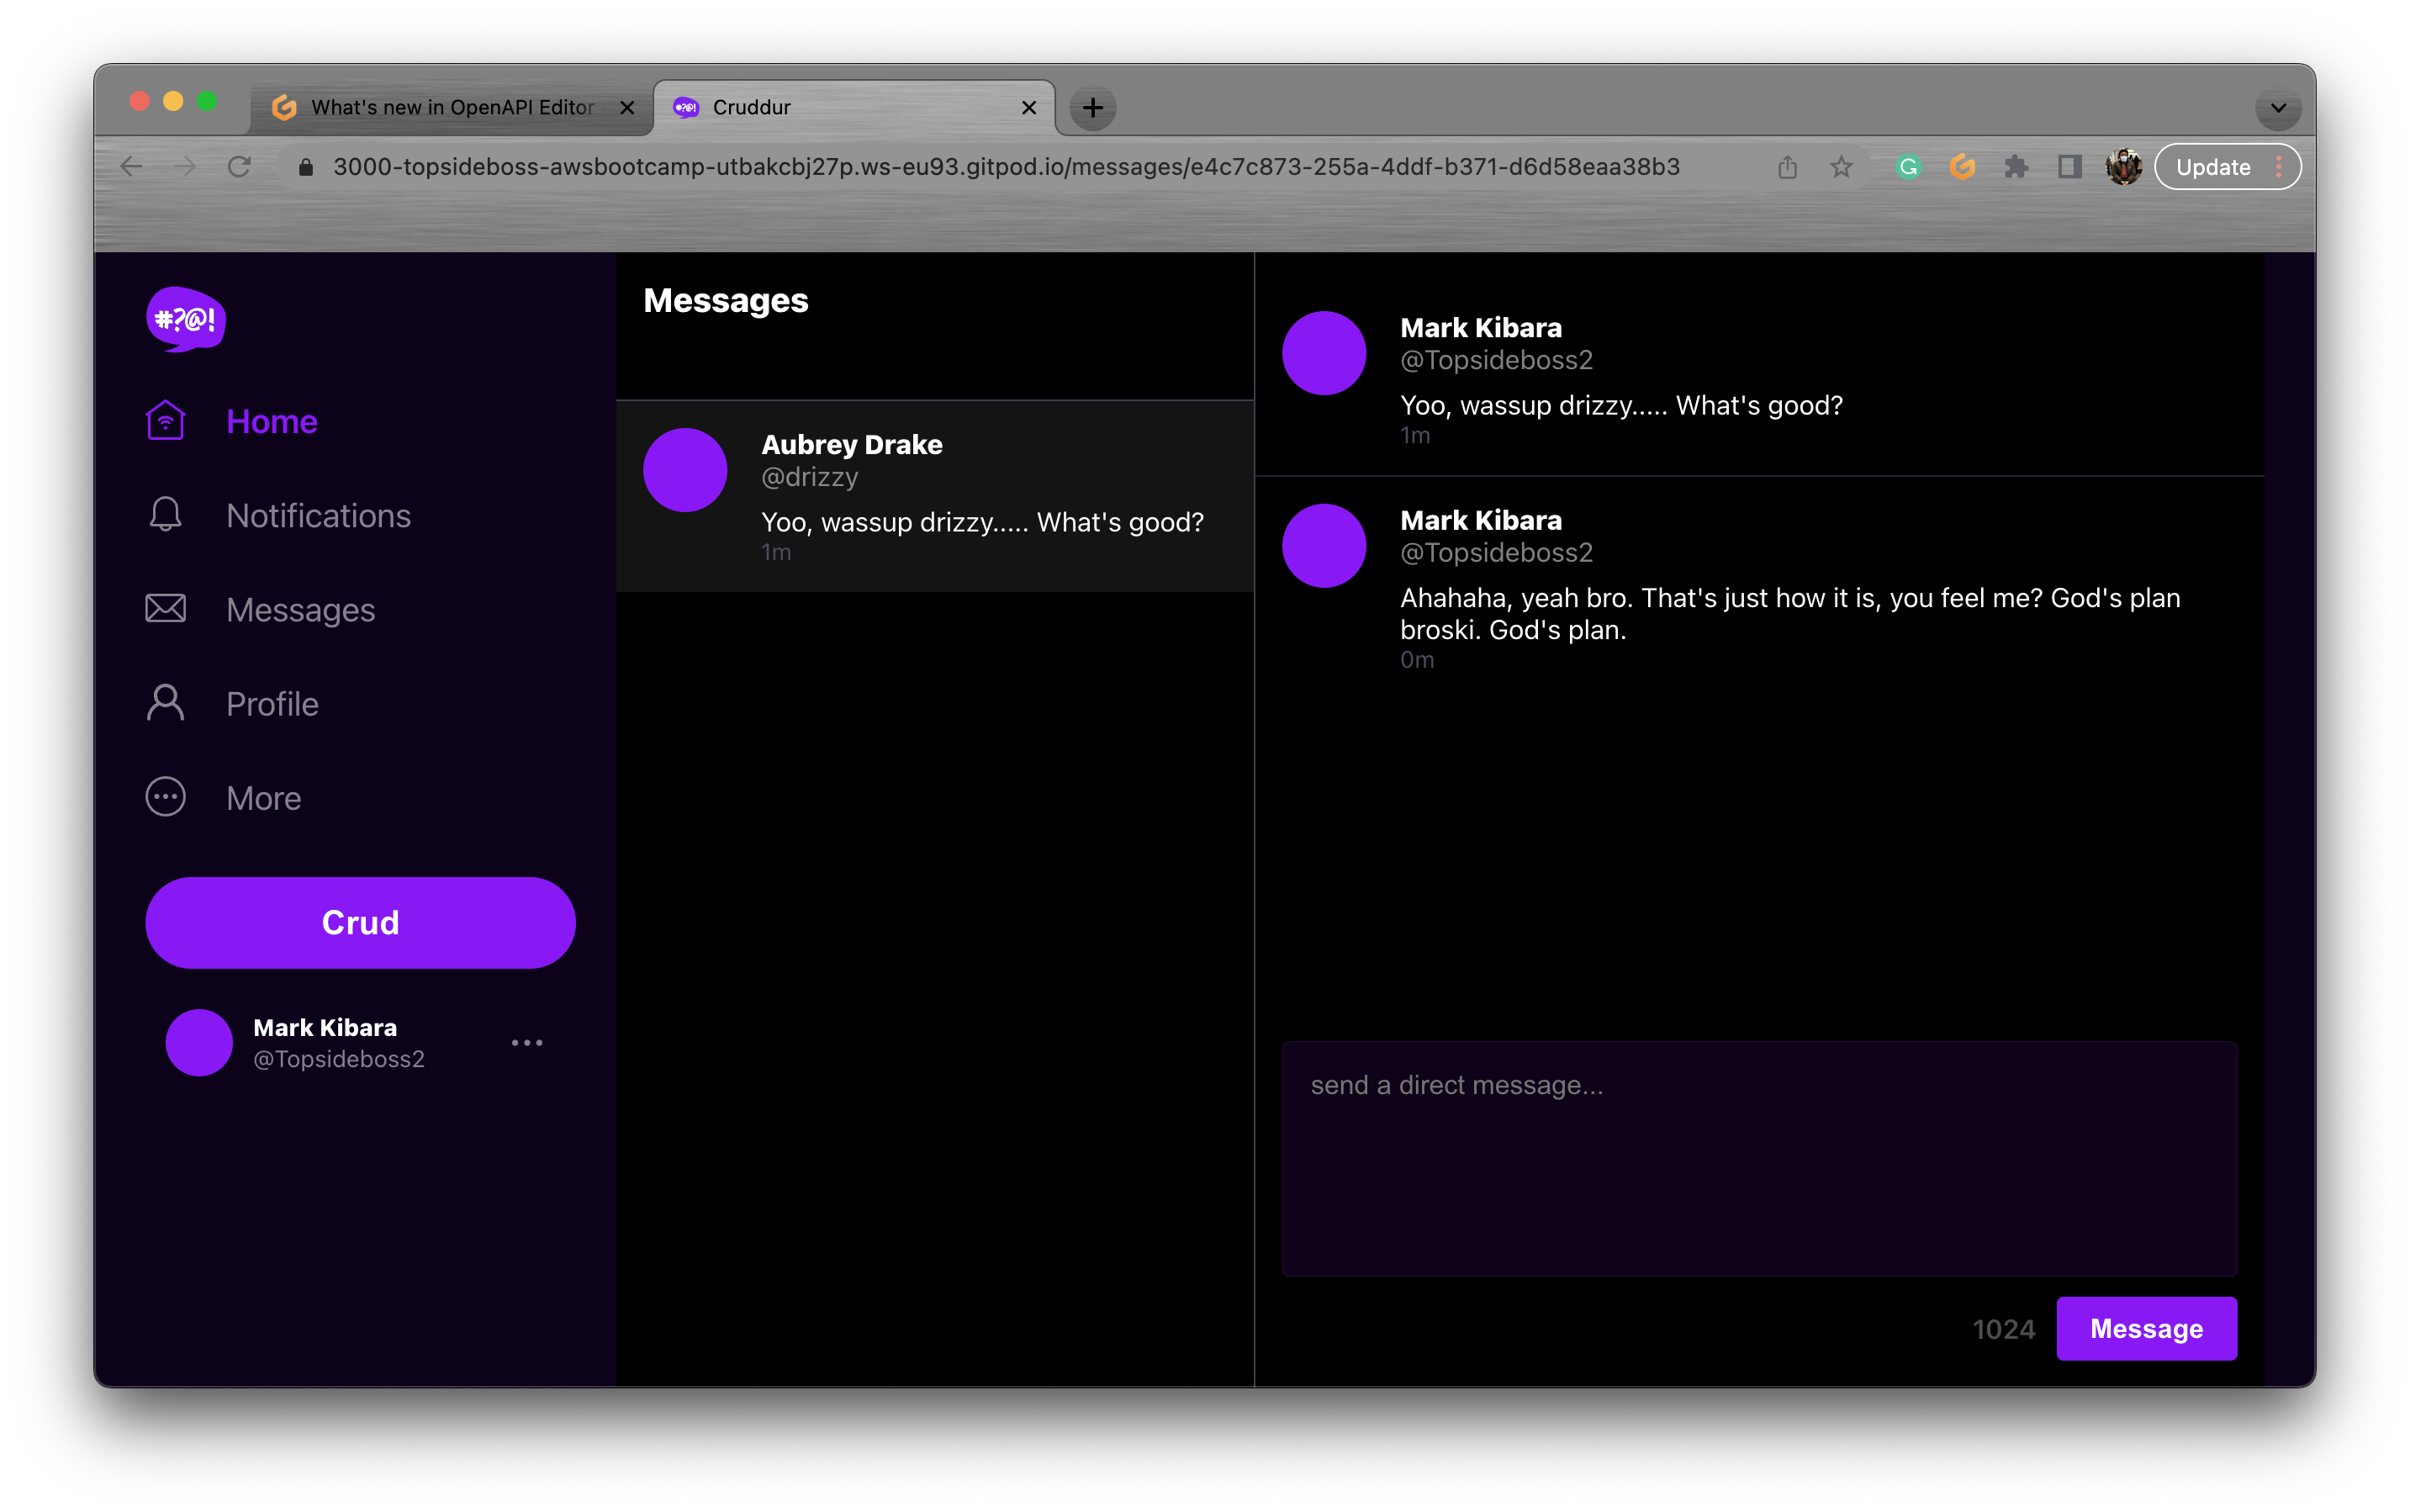 What's new in OpenAPI Editor
Cruddur
3000-topsideboss-awsbootcamp-utbakcbj27p.ws-eu93.gitpod.io/messages/e4c7c873-255a-4ddf-b371-d6d58eaa38b3
Update
#?@!
Home
Notifications
Messages
Profile
More
Crud
Mark Kibara
@Topsideboss2
Messages
Aubrey Drake
@drizzy
Yoo, wassup drizzy..... What's good?
1m
Mark Kibara
@Topsideboss2
Yoo, wassup drizzy..... What's good?
1m
Mark Kibara
@Topsideboss2
Ahahaha, yeah bro. That's just how it is, you feel me? God's plan
broski. God's plan.
0m
send a direct message...
1024
Message